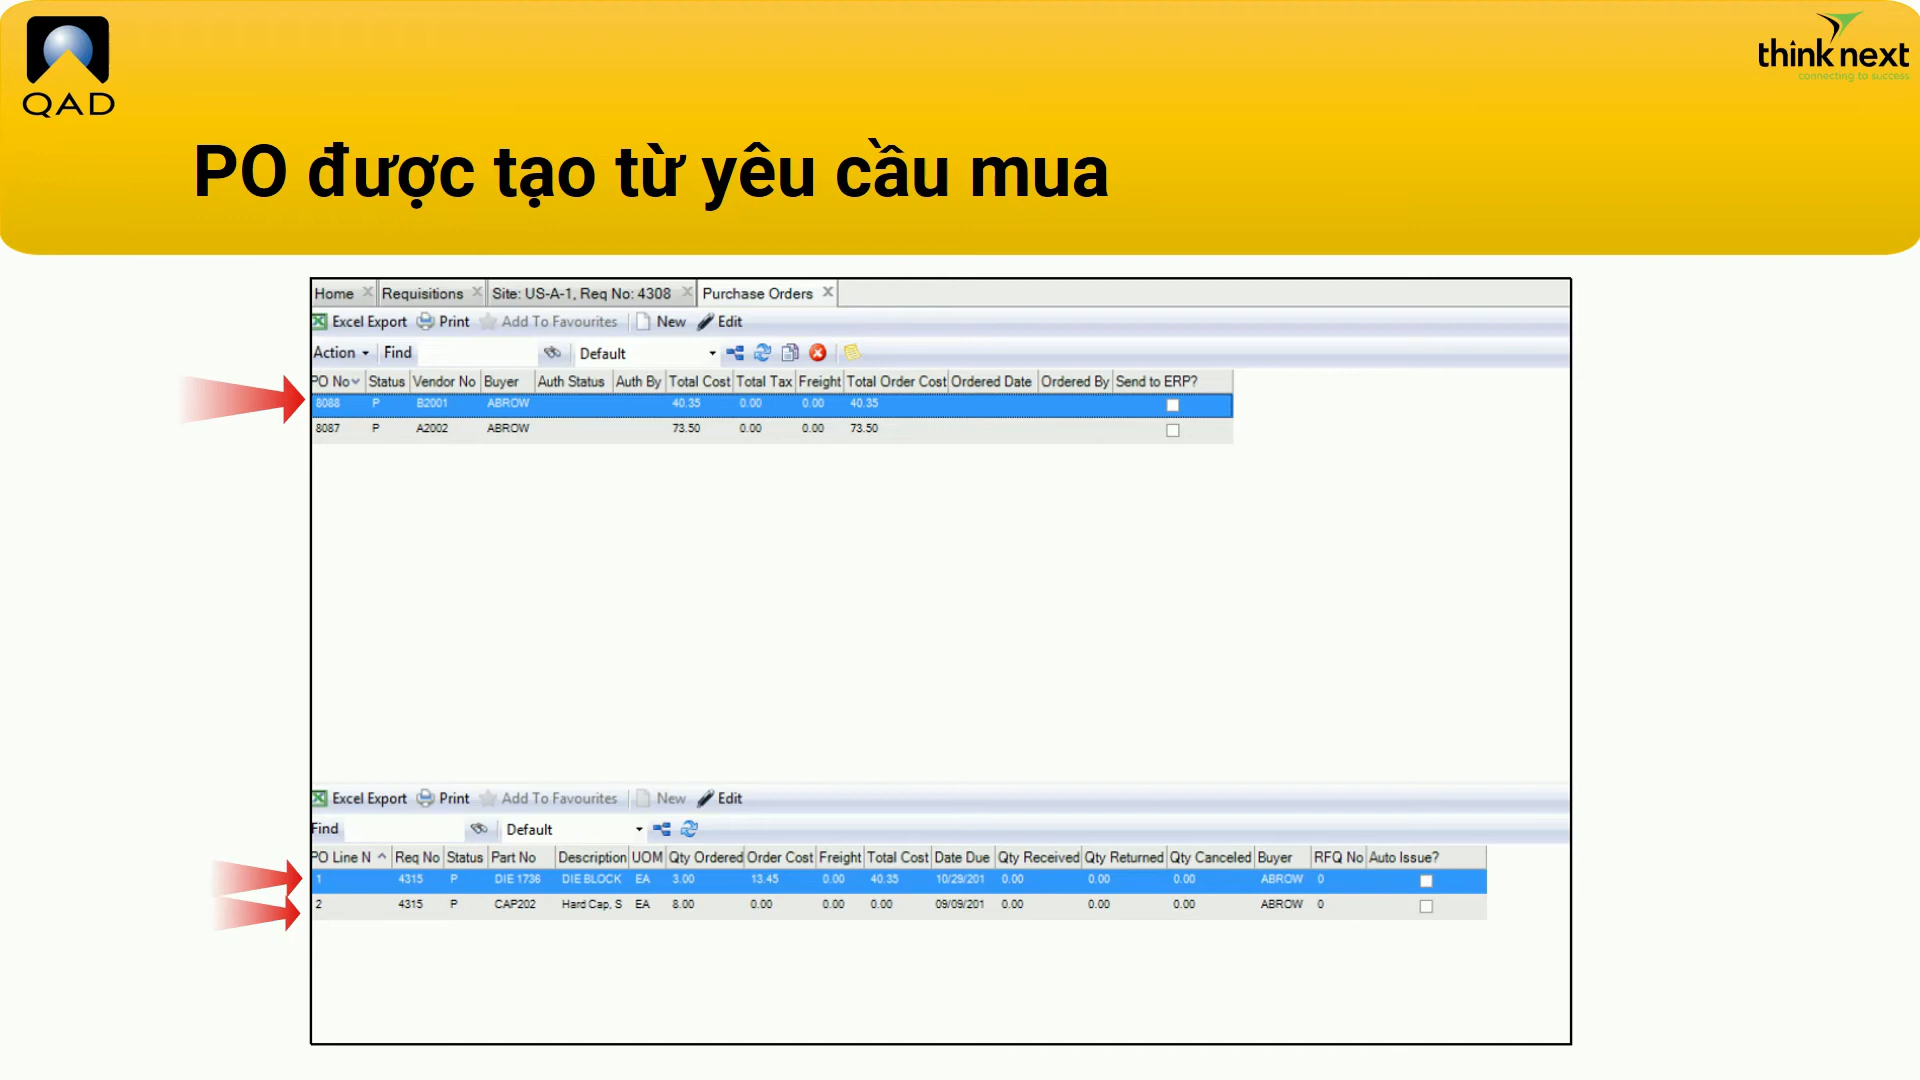 QAD
think next
connecting to success
PO được tạo từ yêu cầu mua
Home Requisitions Site: US-A-1, Req No: 4308 Purchase Orders
Excel Export Print Add To Favourites New Edit
Action Find Default
PO No Status Vendor No Buyer Auth Status Auth By Total Cost Total Tax Freight Total Order Cost Ordered Date Ordered By Send to ERP?
8088 P B2001 ABROW 40.35 0.00 0.00 40.35
8087 P A2002 ABROW 73.50 0.00 0.00 73.50
Excel Export Print Add To Favourites New Edit
Find Default
PO Line N Req No Status Part No Description UOM Qty Ordered Order Cost Freight Total Cost Date Due Qty Received Qty Returned Qty Canceled Buyer RFQ No Auto Issue?
1 4315 P DIE 1736 DIE BLOCK EA 3.00 13.45 0.00 40.35 10/29/201 0.00 0.00 0.00 ABROW 0
2 4315 P CAP202 Hard Cap, S EA 8.00 0.00 0.00 0.00 09/09/201 0.00 0.00 0.00 ABROW 0